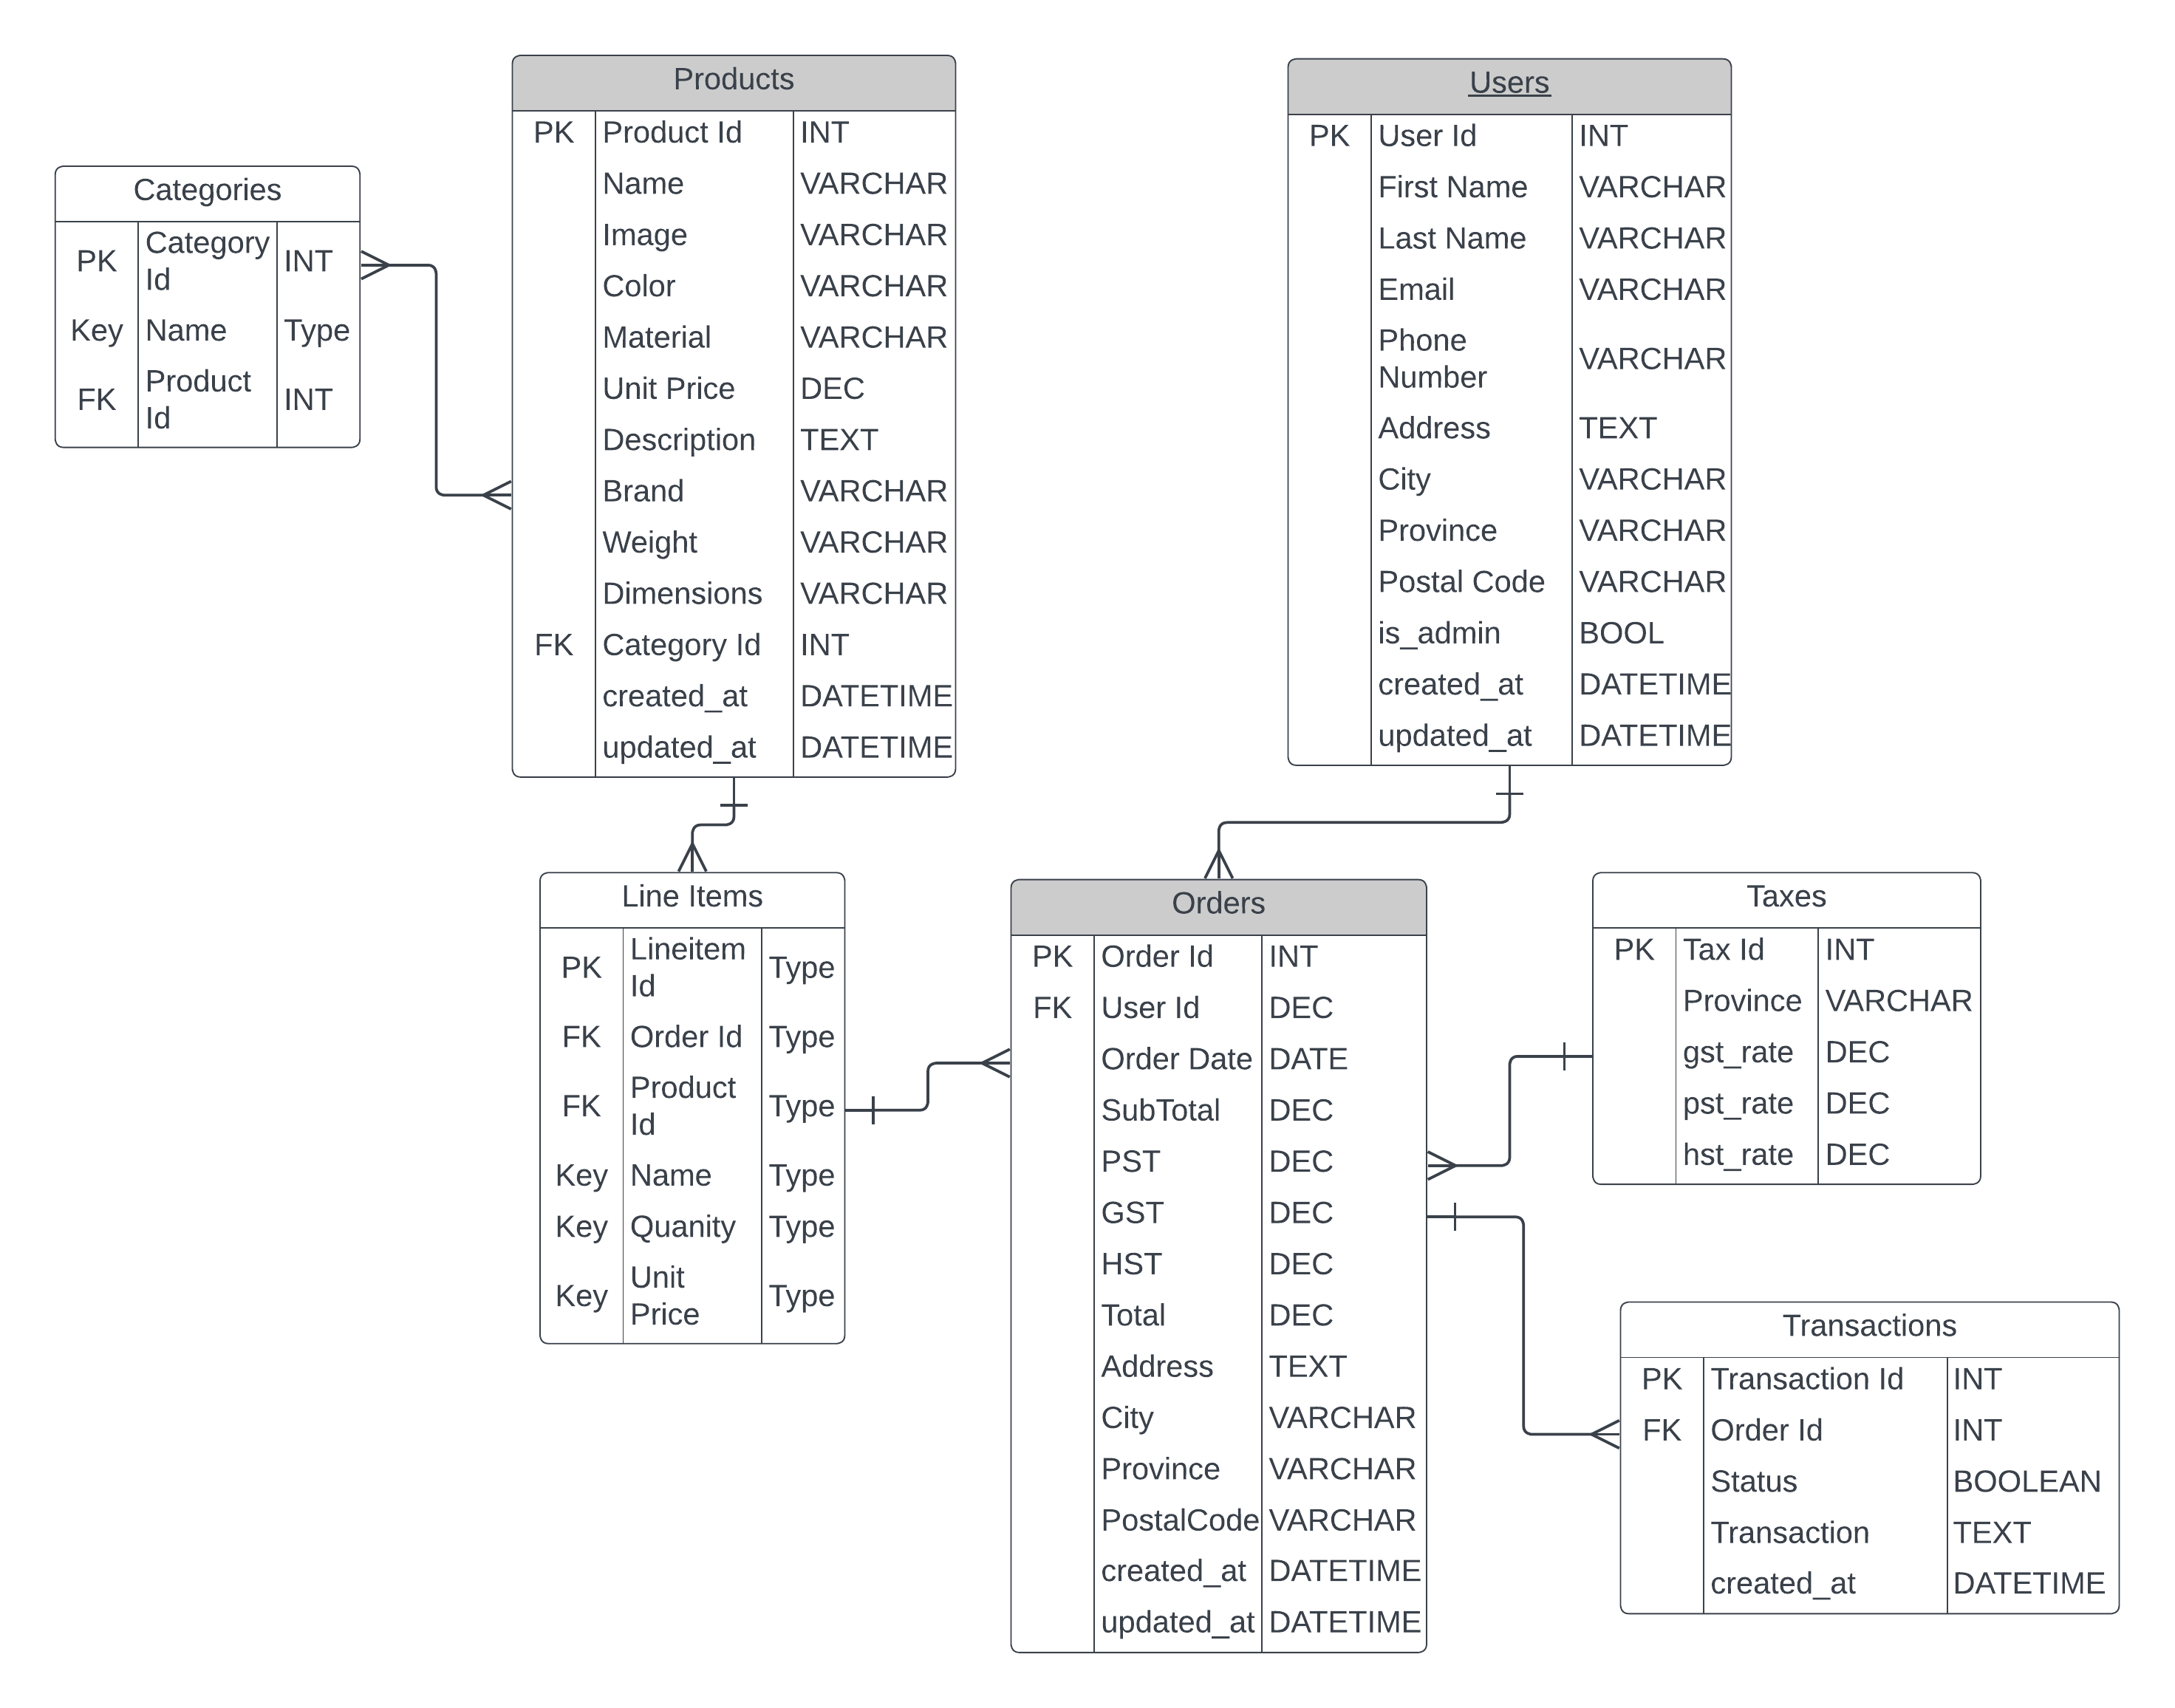 Products
PK Product Id INT
Name VARCHAR
Image VARCHAR
Color VARCHAR
Material VARCHAR
Unit Price DEC
Description TEXT
Brand VARCHAR
Weight VARCHAR
Dimensions VARCHAR
FK Category Id INT
created_at DATETIME
updated_at DATETIME
Users
PK User Id INT
First Name VARCHAR
Last Name VARCHAR
Email VARCHAR
Phone
Number VARCHAR
Address TEXT
City VARCHAR
Province VARCHAR
Postal Code VARCHAR
is_admin BOOL
created_at DATETIME
updated_at DATETIME
Categories
PK Category
Id INT
Key Name Type
FK Product
Id INT
Line Items
PK Lineitem
Id Type
FK Order Id Type
FK Product
Id Type
Key Name Type
Key Quanity Type
Key Unit
Price Type
Orders
PK Order Id INT
FK User Id DEC
Order Date DATE
SubTotal DEC
PST DEC
GST DEC
HST DEC
Total DEC
Address TEXT
City VARCHAR
Province VARCHAR
PostalCode VARCHAR
created_at DATETIME
updated_at DATETIME
Taxes
PK Tax Id INT
Province VARCHAR
gst_rate DEC
pst_rate DEC
hst_rate DEC
Transactions
PK Transaction Id INT
FK Order Id INT
Status BOOLEAN
Transaction TEXT
created_at DATETIME